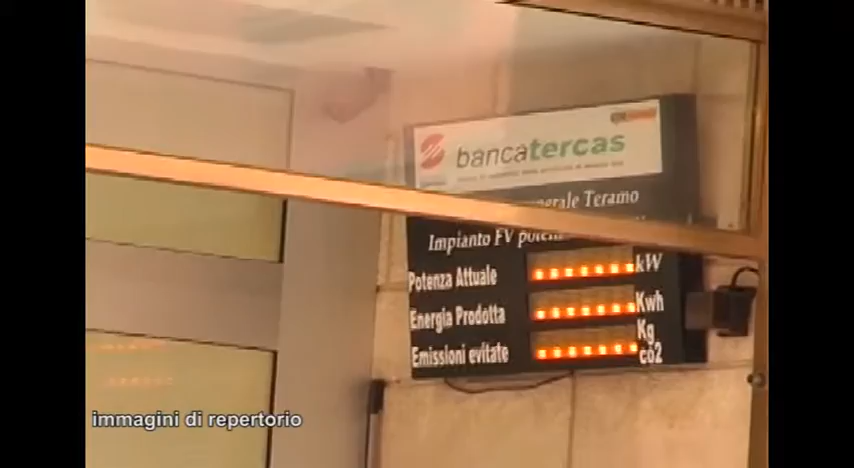 bancatercas
Generale Teramo
Impianto FV
Potenza Attuale kW
Energia Prodotta Kwh
Emissioni evitate Kg
co2
immagini di repertorio